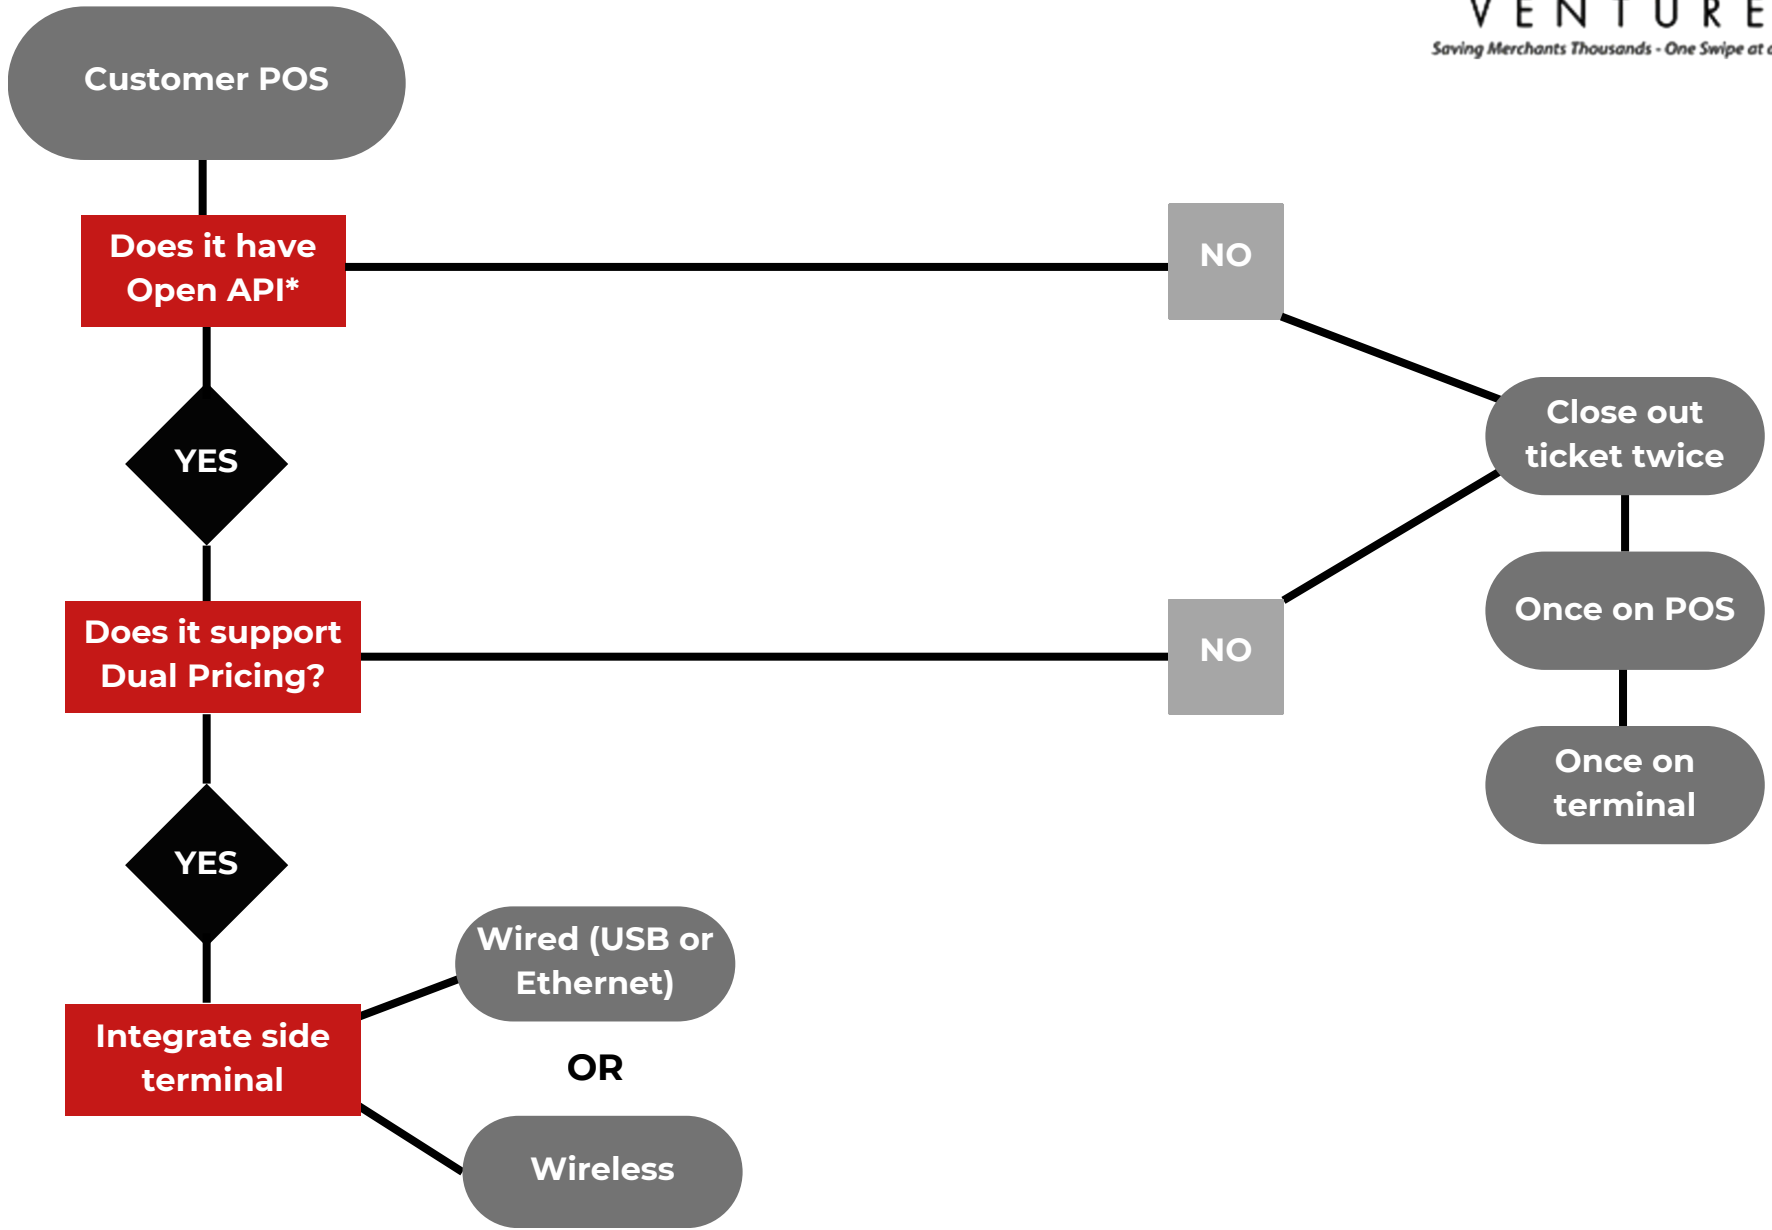 VENTURE
Saving Merchants Thousands - One Swipe at a
Customer POS
Does it have
Open API*
NO
YES
Close out
ticket twice
Does it support
Dual Pricing?
NO
Once on POS
Once on
terminal
YES
Wired (USB or
Ethernet)
Integrate side
terminal
OR
Wireless